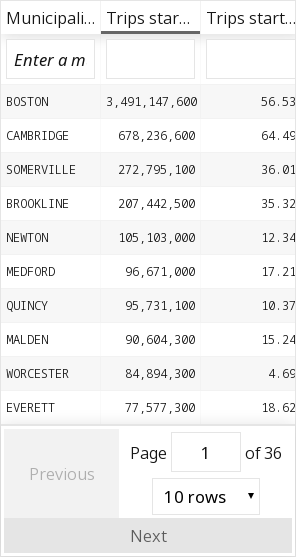 Municipali... Trips star... Trips start...
Enter a m
BOSTON 3,491,147,600 56.53
CAMBRIDGE 678,236,600 64.49
SOMERVILLE 272,795,100 36.01
BROOKLINE 207,442,500 35.32
NEWTON 105,103,000 12.34
MEDFORD 96,671,000 17.21
QUINCY 95,731,100 10.37
MALDEN 90,604,300 15.24
WORCESTER 84,894,300 4.69
EVERETT 77,577,300 18.62
Previous
Page 1 of 36
10 rows
Next